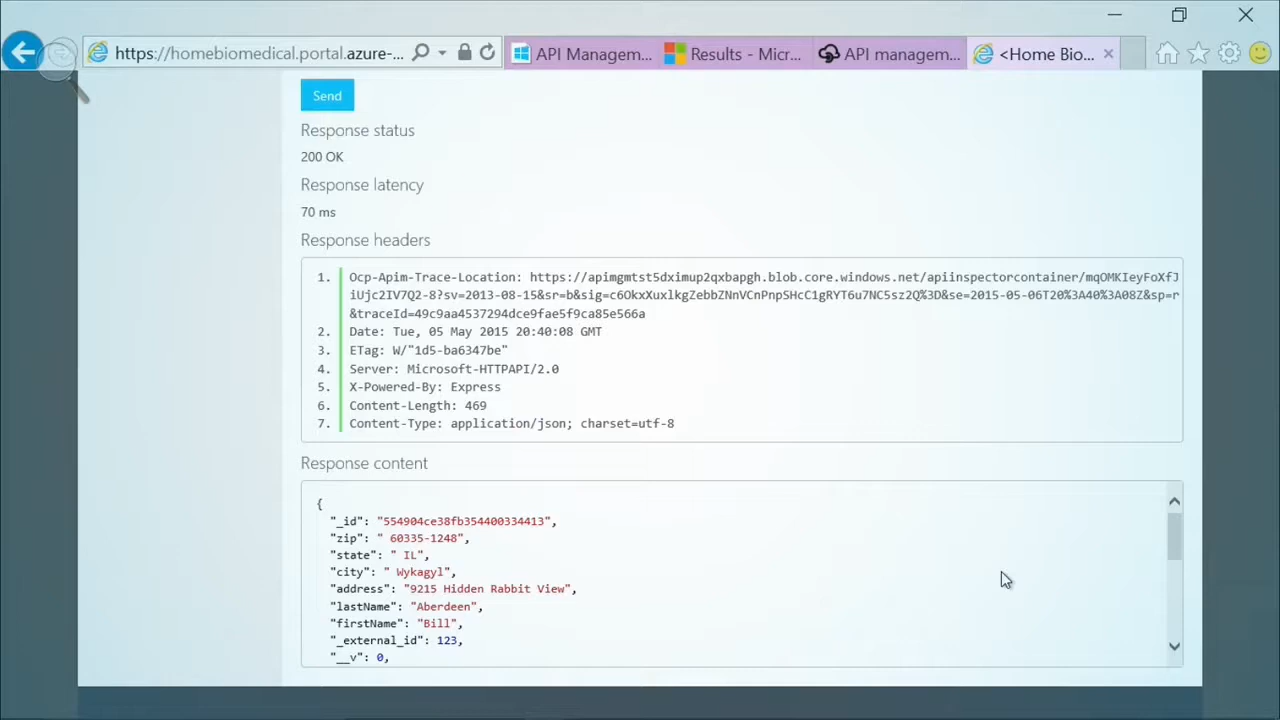 https://homebiomedical.portal.azure-...
API Managem...
Results - Micr...
API managem...
<Home Bio...
Send
Response status
200 OK
Response latency
70 ms
Response headers
1. Ocp-Apim-Trace-Location: https://apimgmtst5dximup2qxbapgh.blob.core.windows.net/apiinspectorcontainer/mqOMKIeyFoXfJ
iUjc2IV7Q2-8?sv=2013-08-15&sr=b&sig=c6OkxXuxlkgZebbZNnVCnPnpSHcC1gRYT6u7NC5sz2Q%3D&se=2015-05-06T20%3A40%3A08Z&sp=r
&traceId=49c9aa4537294dce9fae5f9ca85e566a
2. Date: Tue, 05 May 2015 20:40:08 GMT
3. ETag: W/"1d5-ba6347be"
4. Server: Microsoft-HTTPAPI/2.0
5. X-Powered-By: Express
6. Content-Length: 469
7. Content-Type: application/json; charset=utf-8
Response content
{
"_id": "554904ce38fb354400334413",
"zip": " 60335-1248",
"state": " IL",
"city": " Wykagyl",
"address": "9215 Hidden Rabbit View",
"lastName": "Aberdeen",
"firstName": "Bill",
"_external_id": 123,
"__v": 0,